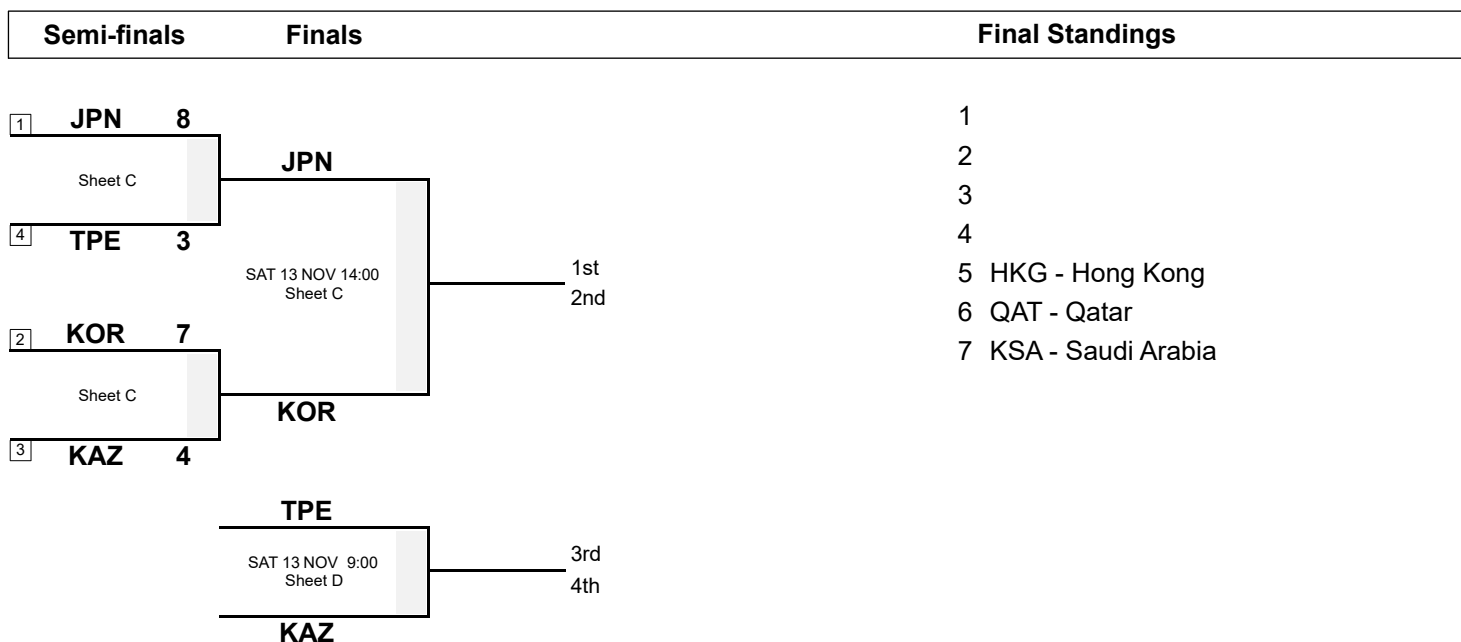 Semi-finals Finals Final Standings
1 JPN 8
Sheet C
4 TPE 3
JPN
SAT 13 NOV 14:00
Sheet C
KOR
1st
2nd
2 KOR 7
Sheet C
3 KAZ 4
TPE
SAT 13 NOV 9:00
Sheet D
KAZ
3rd
4th
1
2
3
4
5 HKG - Hong Kong
6 QAT - Qatar
7 KSA - Saudi Arabia